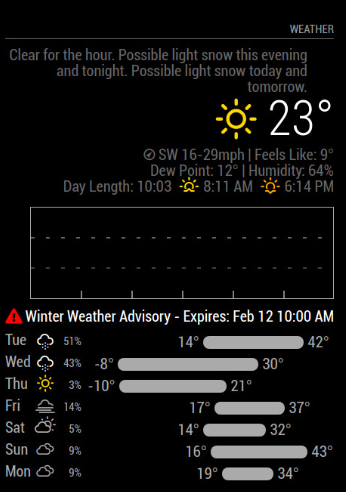 WEATHER
Clear for the hour. Possible light snow this evening
and tonight. Possible light snow today and
tomorrow.
23°
SW 16-29mph | Feels Like: 9°
Dew Point: 12° | Humidity: 64%
Day Length: 10:03 8:11 AM 6:14 PM
Winter Weather Advisory - Expires: Feb 12 10:00 AM
Tue 51% 14° 42°
Wed 43% -8° 30°
Thu 3% -10° 21°
Fri 14% 17° 37°
Sat 5% 14° 32°
Sun 9% 16° 43°
Mon 9% 19° 34°